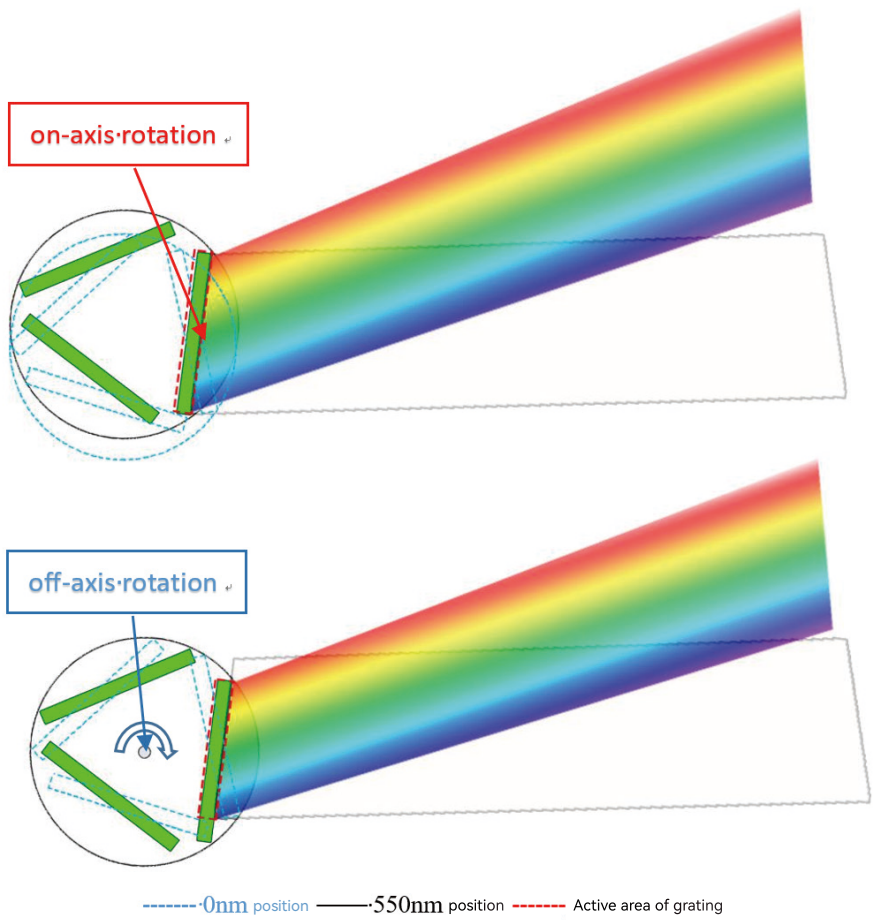 on-axis·rotation ↵
off-axis·rotation ↵
·0nm position ·550nm position Active area of grating